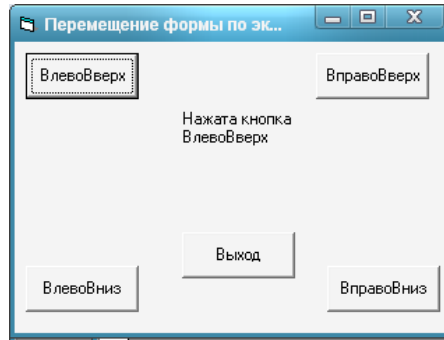 Перемещение формы по эк...
ВлевоВверх
ВправоВверх
Нажата кнопка
ВлевоВверх
Выход
ВлевоВниз
ВправоВниз